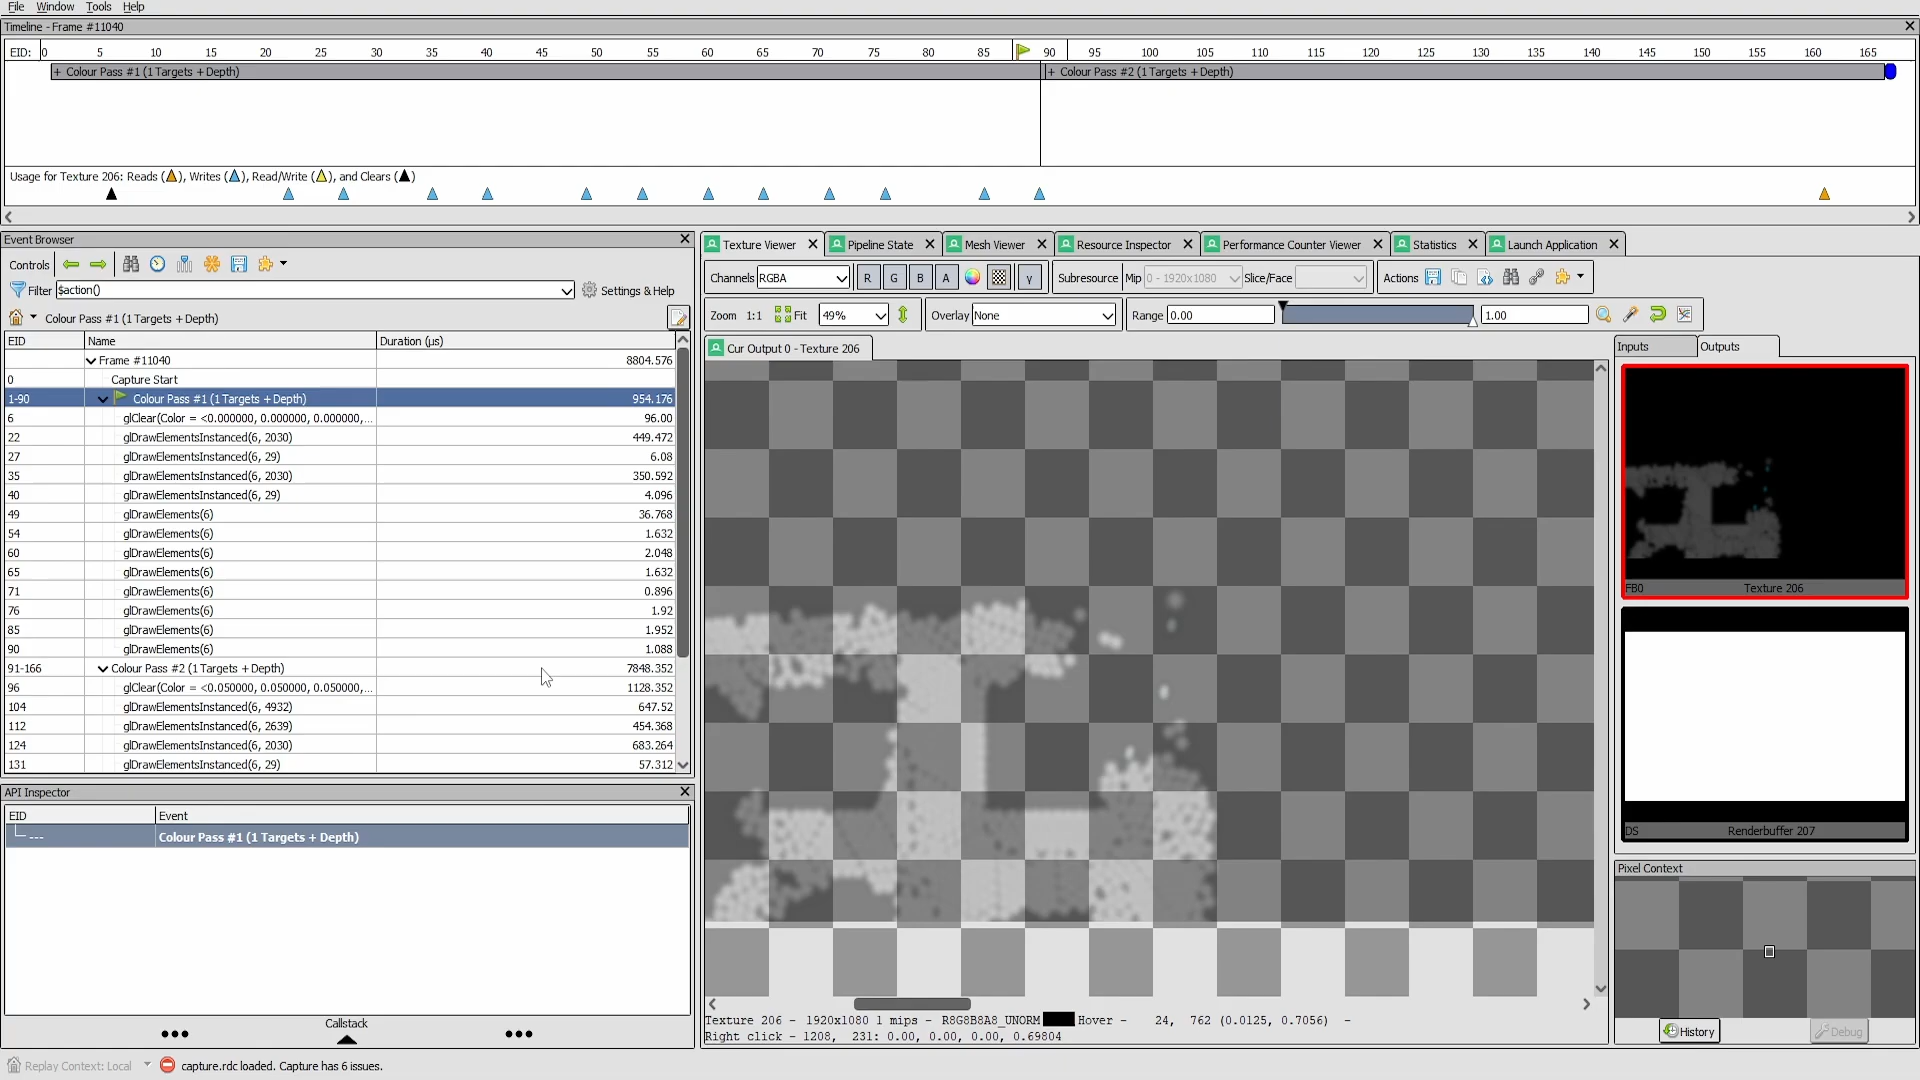 File Window Tools Help
Timeline - Frame #11040
EID: 0 5 10 15 20 25 30 35 40 45 50 55 60 65 70 75 80 85 90 95 100 105 110 115 120 125 130 135 140 145 150 155 160 165
+ Colour Pass #1 (1 Targets + Depth) + Colour Pass #2 (1 Targets + Depth)
Usage for Texture 206: Reads ( ), Writes ( ), Read/Write ( ), and Clears ( )
Event Browser
Controls
Filter $action() Settings & Help
Colour Pass #1 (1 Targets + Depth)
EID Name Duration (µs)
Frame #11040 8804.576
0 Capture Start
1-90 Colour Pass #1 (1 Targets + Depth) 954.176
6 glClear(Color = <0.000000, 0.000000, 0.000000,... 96.00
22 glDrawElementsInstanced(6, 2030) 449.472
27 glDrawElementsInstanced(6, 29) 6.08
35 glDrawElementsInstanced(6, 2030) 350.592
40 glDrawElementsInstanced(6, 29) 4.096
49 glDrawElements(6) 36.768
54 glDrawElements(6) 1.632
60 glDrawElements(6) 2.048
65 glDrawElements(6) 1.632
71 glDrawElements(6) 0.896
76 glDrawElements(6) 1.92
85 glDrawElements(6) 1.952
90 glDrawElements(6) 1.088
91-166 Colour Pass #2 (1 Targets + Depth) 7848.352
96 glClear(Color = <0.050000, 0.050000, 0.050000,... 1128.352
104 glDrawElementsInstanced(6, 4932) 647.52
112 glDrawElementsInstanced(6, 2639) 454.368
124 glDrawElementsInstanced(6, 2030) 683.264
131 glDrawElementsInstanced(6, 29) 57.312
API Inspector
EID Event
--- Colour Pass #1 (1 Targets + Depth)
Callstack
Texture Viewer Pipeline State Mesh Viewer Resource Inspector Performance Counter Viewer Statistics Launch Application
Channels RGBA R G B A γ Subresource Mip 0 - 1920x1080 Slice/Face Actions
Zoom 1:1 Fit 49% Overlay None Range 0.00 1.00
Cur Output 0 - Texture 206
Inputs Outputs
FB0 Texture 206
DS Renderbuffer 207
Pixel Context
History Debug
Texture 206 - 1920x1080 1 mips - R8G8B8A8_UNORM Hover - 24, 762 (0.0125, 0.7056) -
Right click - 1208, 231: 0.00, 0.00, 0.00, 0.69804
Replay Context: Local capture.rdc loaded. Capture has 6 issues.